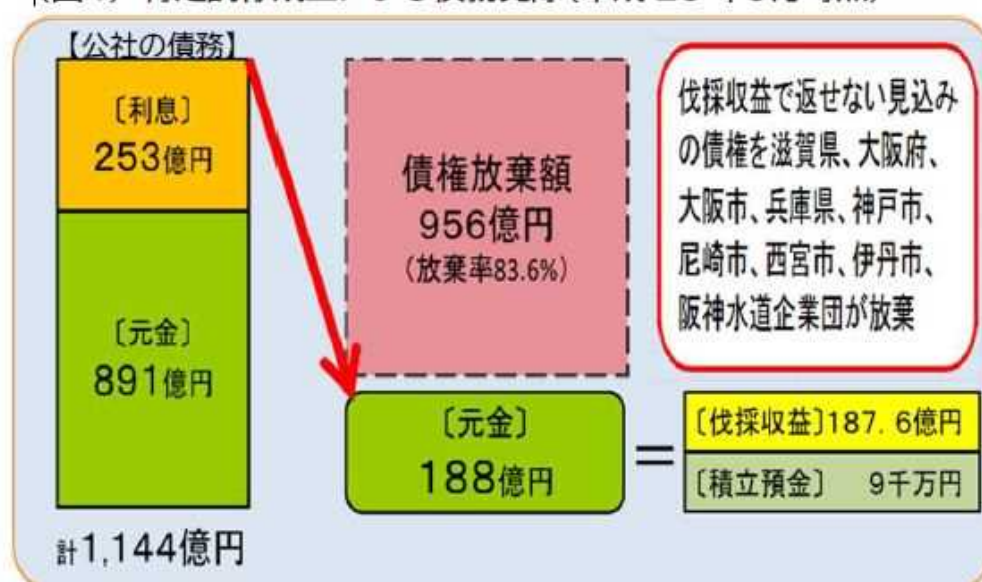 【公社の債務】
〔利息〕
253億円
〔元金〕
891億円
計1,144億円
債権放棄額
956億円
(放棄率83.6%)
〔元金〕
188億円
=
〔伐採収益〕187.6億円
〔積立預金〕 9千万円
伐採収益で返せない見込み
の債権を滋賀県、大阪府、
大阪市、兵庫県、神戸市、
尼崎市、西宮市、伊丹市、
阪神水道企業団が放棄